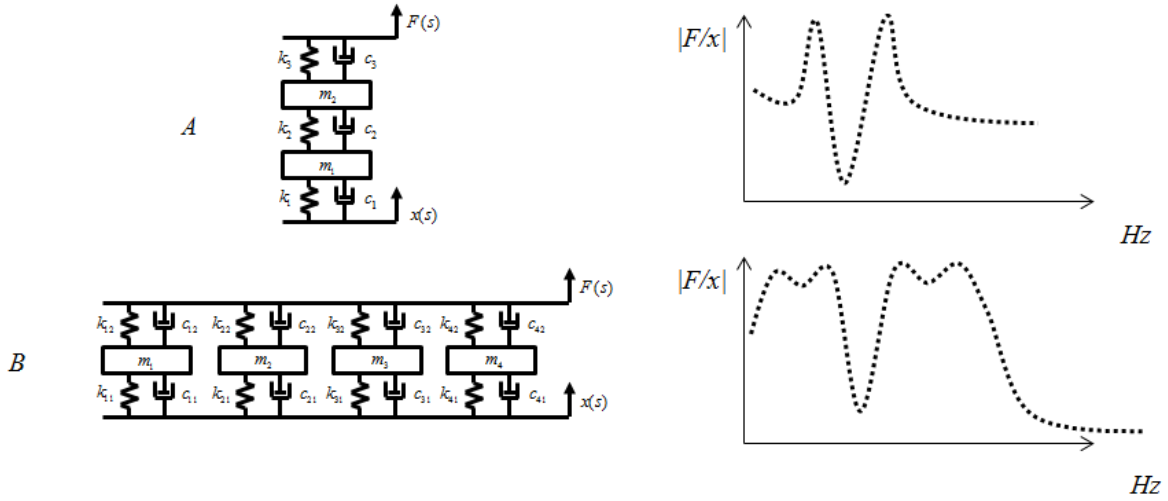 F(s)
k₃ c₃
m₂
A k₂ c₂
m₁
k₁ c₁
x(s)
|F/x|
Hz
F(s)
k₁₂ c₁₂ k₂₂ c₂₂ k₃₂ c₃₂ k₄₂ c₄₂
B m₁ m₂ m₃ m₄
k₁₁ c₁₁ k₂₁ c₂₁ k₃₁ c₃₁ k₄₁ c₄₁
x(s)
|F/x|
Hz